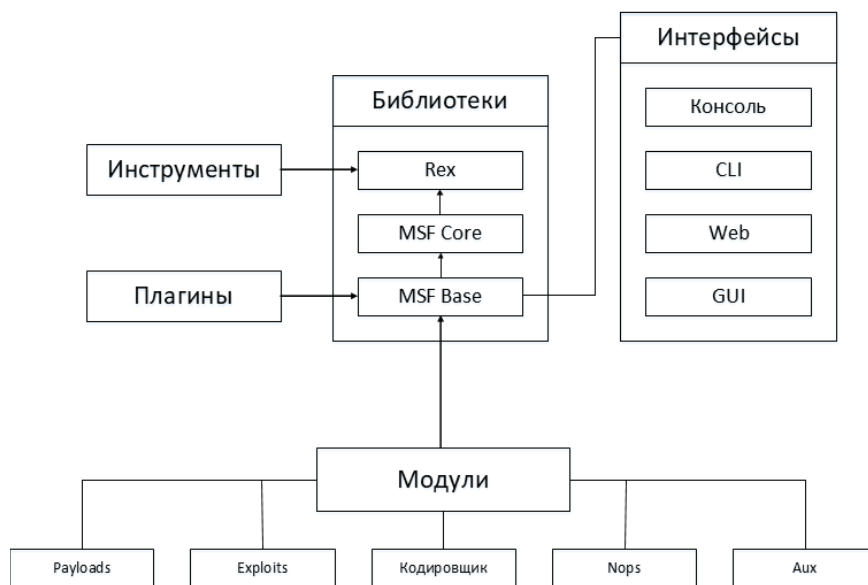 Интерфейсы
Консоль
CLI
Web
GUI
Библиотеки
Rex
MSF Core
MSF Base
Инструменты
Плагины
Модули
Payloads
Exploits
Кодировщик
Nops
Aux